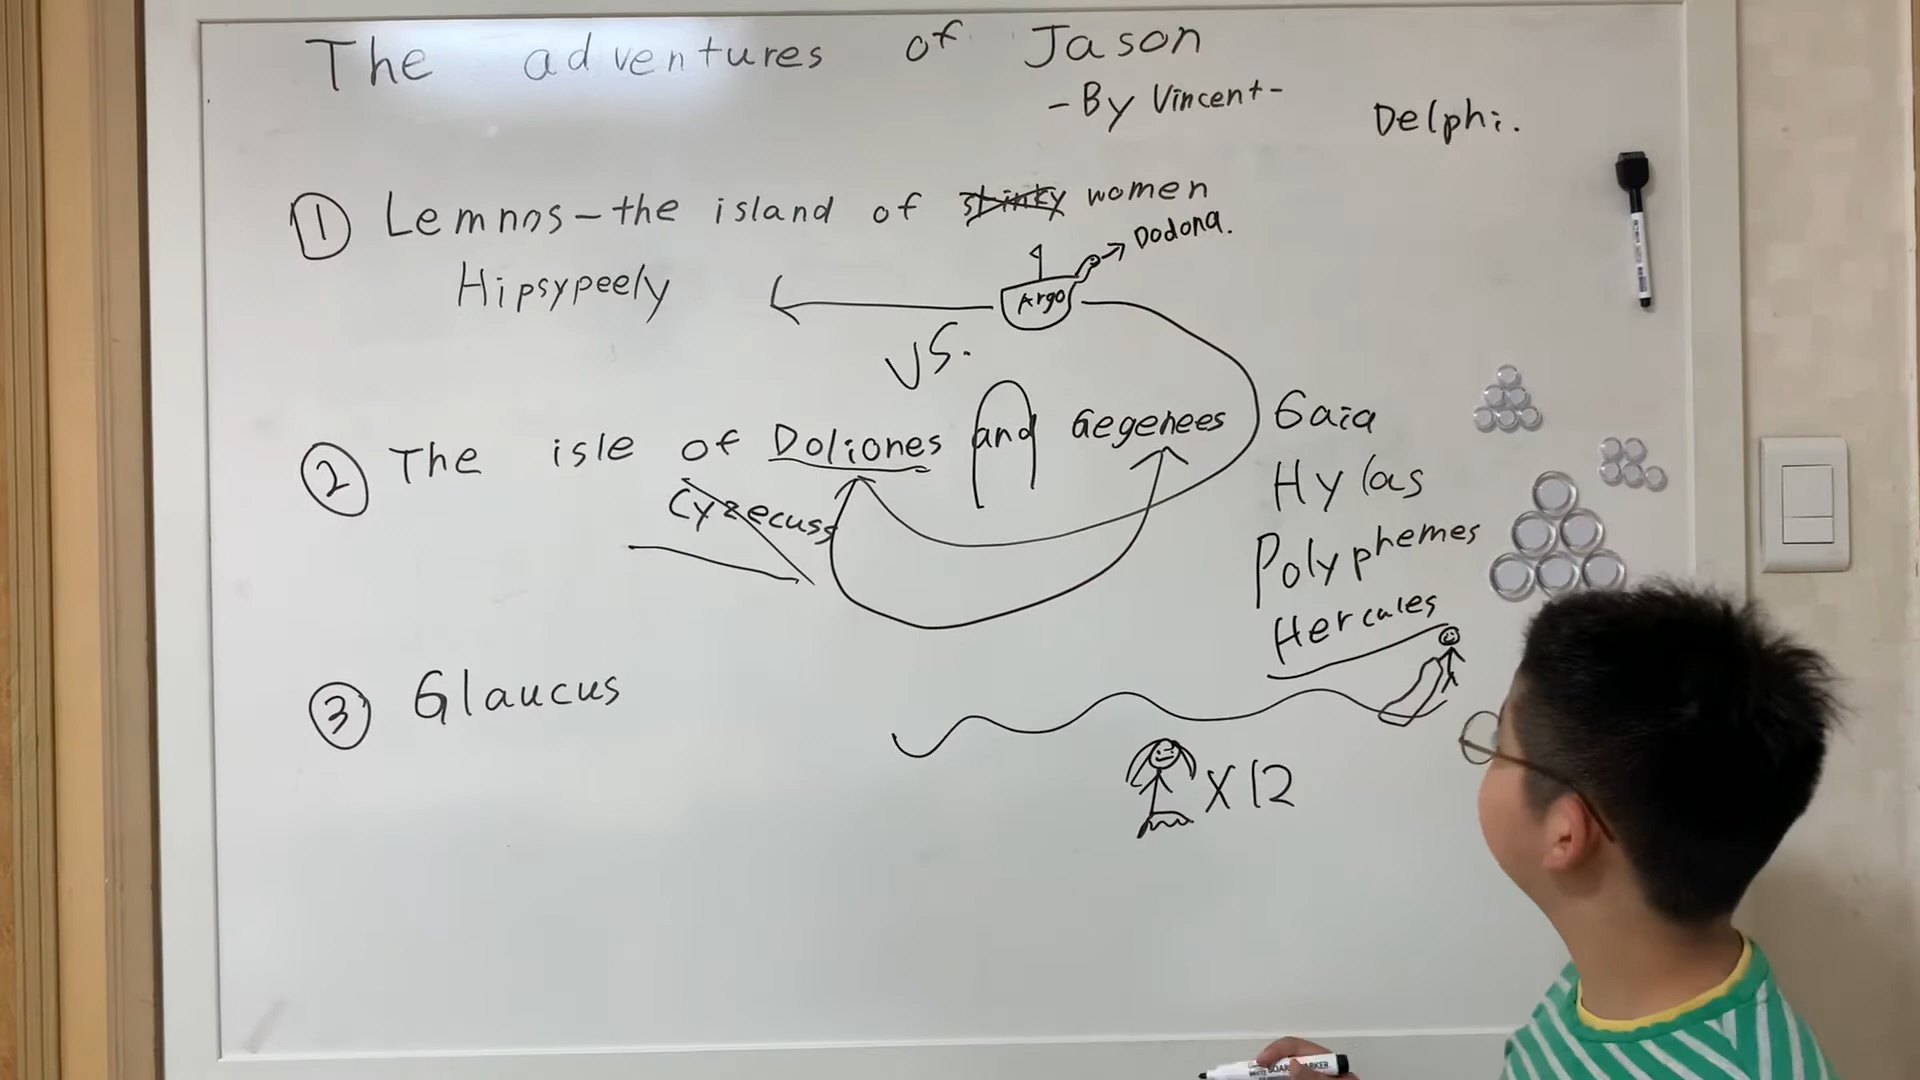 The adventures of Jason
-By Vincent-
Delphi.
① Lemnos-the island of stinky women
Dodona.
Hipsypeely
Argo
VS.
② The isle of Doliones and Gegenees
Cyzecuss
Gaia
Hylas
Polyphemes
Hercules
③ Glaucus
X12